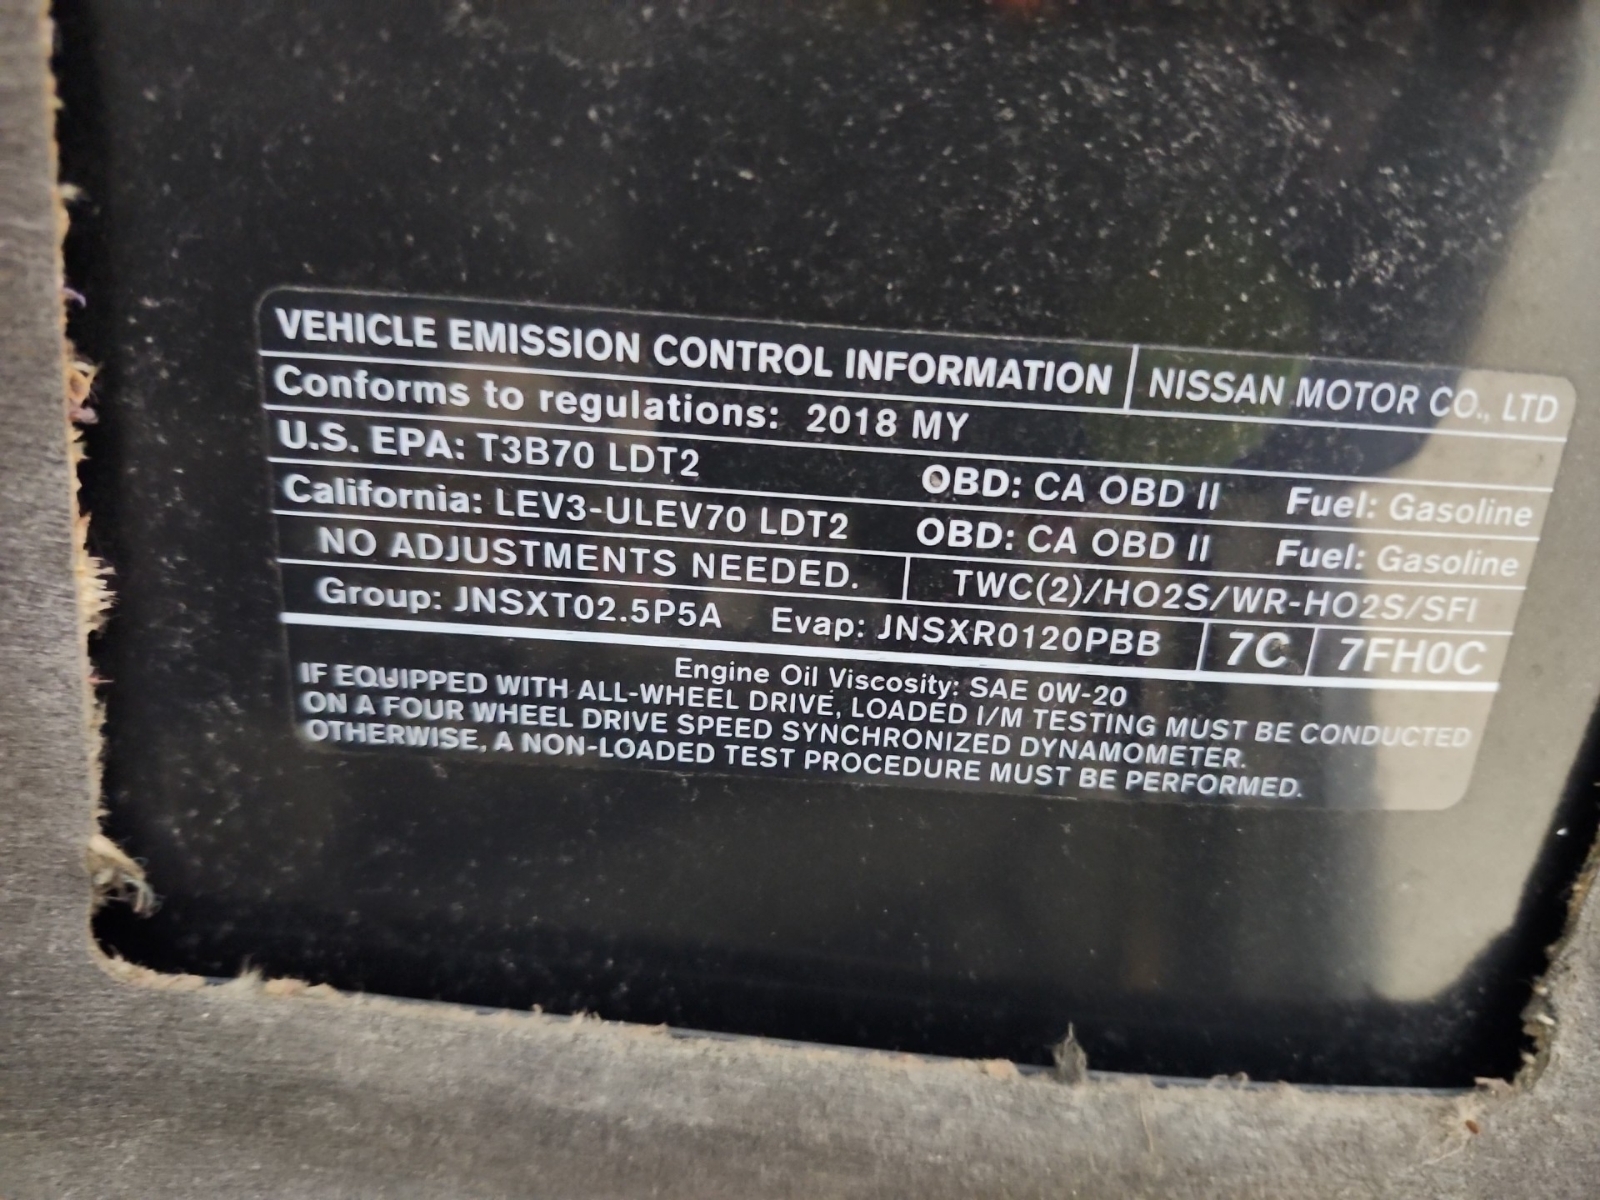 VEHICLE EMISSION CONTROL INFORMATION NISSAN MOTOR CO., LTD
Conforms to regulations: 2018 MY
U.S. EPA: T3B70 LDT2 OBD: CA OBD II Fuel: Gasoline
California: LEV3-ULEV70 LDT2 OBD: CA OBD II Fuel: Gasoline
NO ADJUSTMENTS NEEDED. TWC(2)/HO2S/WR-HO2S/SFI
Group: JNSXT02.5P5A Evap: JNSXR0120PBB 7C 7FH0C
Engine Oil Viscosity: SAE 0W-20
IF EQUIPPED WITH ALL-WHEEL DRIVE, LOADED I/M TESTING MUST BE CONDUCTED
ON A FOUR WHEEL DRIVE SPEED SYNCHRONIZED DYNAMOMETER.
OTHERWISE, A NON-LOADED TEST PROCEDURE MUST BE PERFORMED.